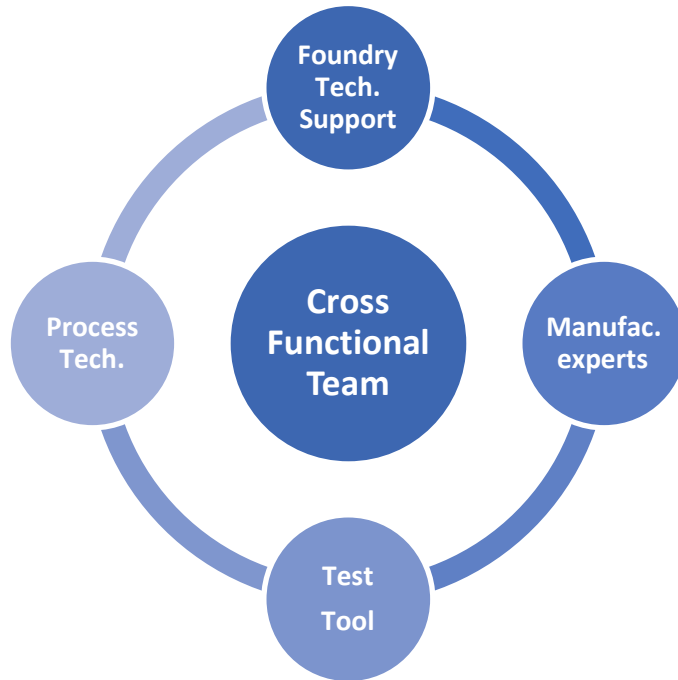 Foundry
Tech.
Support
Process
Tech.
Cross
Functional
Team
Manufac.
experts
Test
Tool